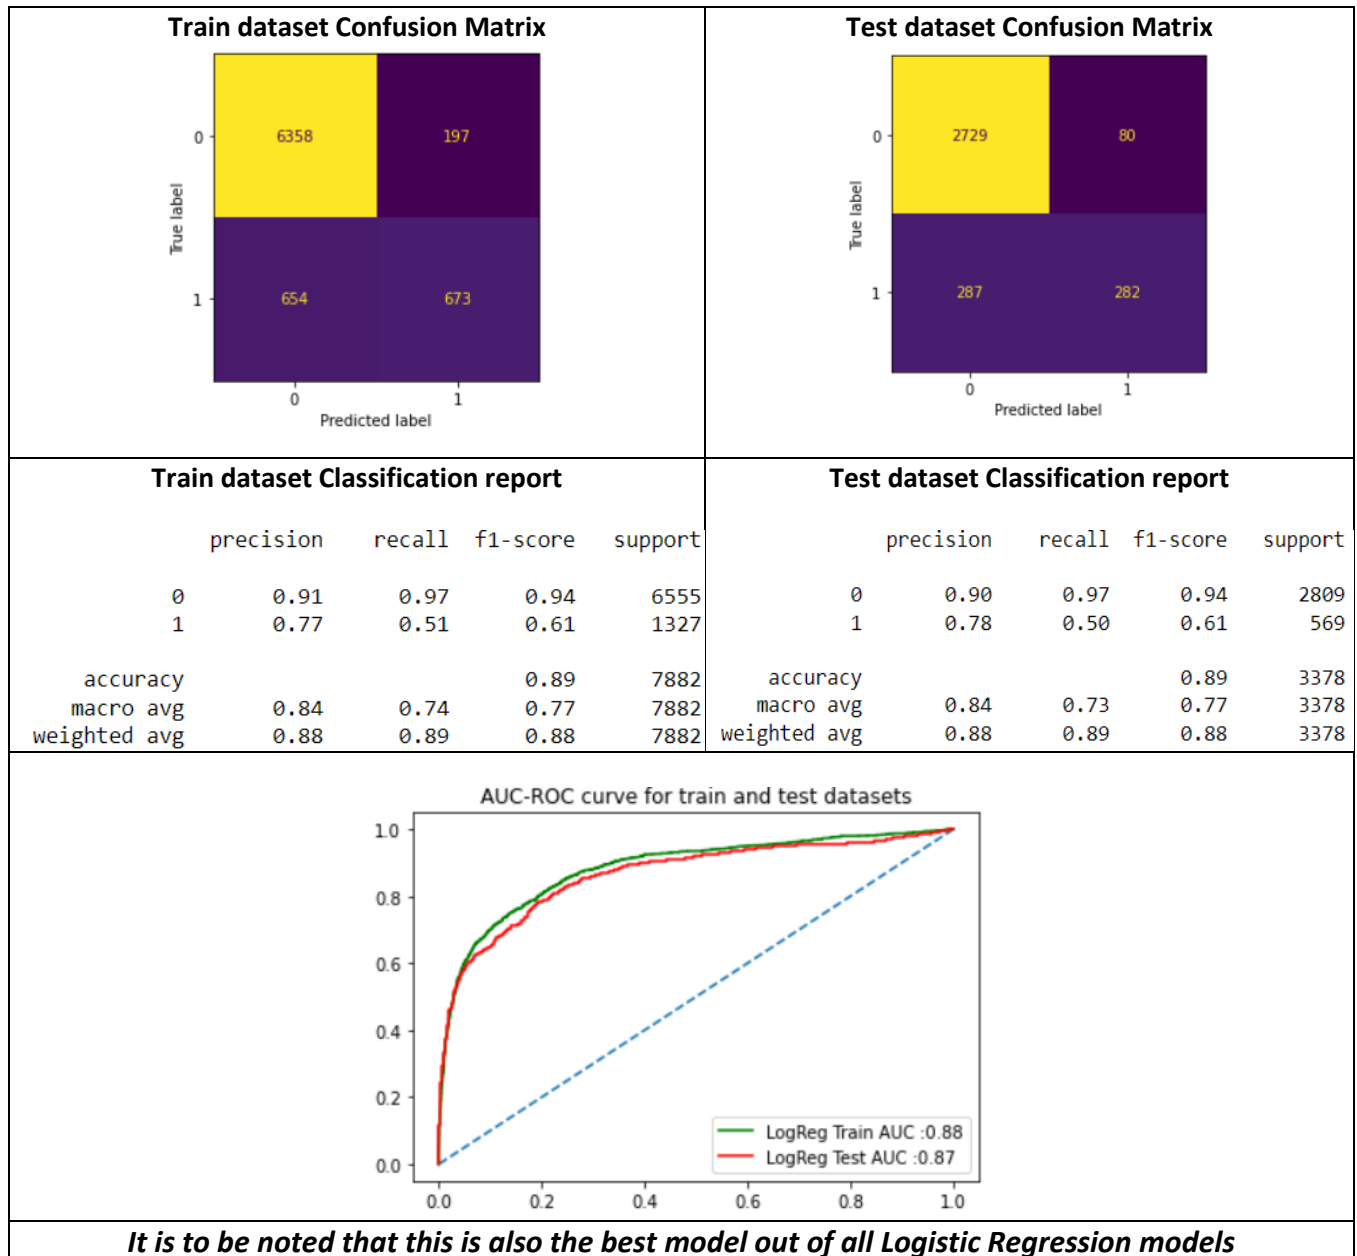 Train dataset Confusion Matrix
0
6358
197
1
654
673
0
1
True label
Predicted label
Test dataset Confusion Matrix
0
2729
80
1
287
282
0
1
True label
Predicted label
Train dataset Classification report
precision recall f1-score support
0 0.91 0.97 0.94 6555
1 0.77 0.51 0.61 1327
accuracy 0.89 7882
macro avg 0.84 0.74 0.77 7882
weighted avg 0.88 0.89 0.88 7882
Test dataset Classification report
precision recall f1-score support
0 0.90 0.97 0.94 2809
1 0.78 0.50 0.61 569
accuracy 0.89 3378
macro avg 0.84 0.73 0.77 3378
weighted avg 0.88 0.89 0.88 3378
AUC-ROC curve for train and test datasets
1.0
0.8
0.6
0.4
0.2
0.0
LogReg Train AUC :0.88
LogReg Test AUC :0.87
0.0 0.2 0.4 0.6 0.8 1.0
It is to be noted that this is also the best model out of all Logistic Regression models